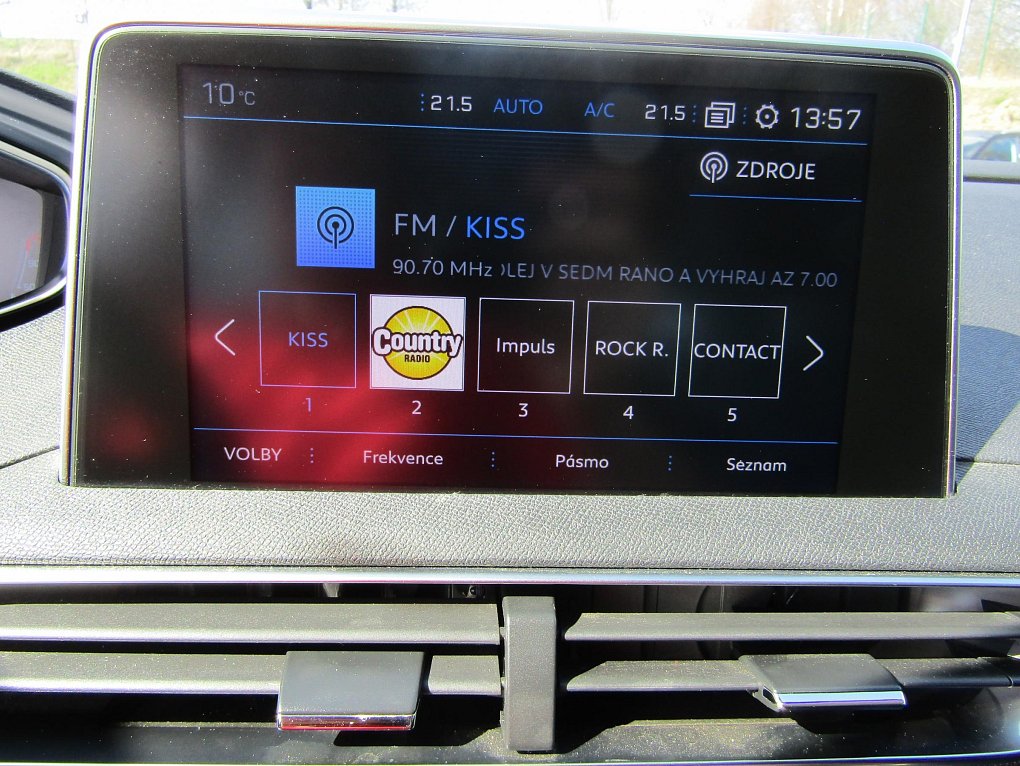 10°C 21.5 AUTO A/C 21.5 13:57
ZDROJE
FM / KISS
90.70 MHz OLEJ V SEDM RANO A VYHRAJ AZ 7.00
KISS Country RADIO Impuls ROCK R. CONTACT
1 2 3 4 5
VOLBY Frekvence Pásmo Seznam